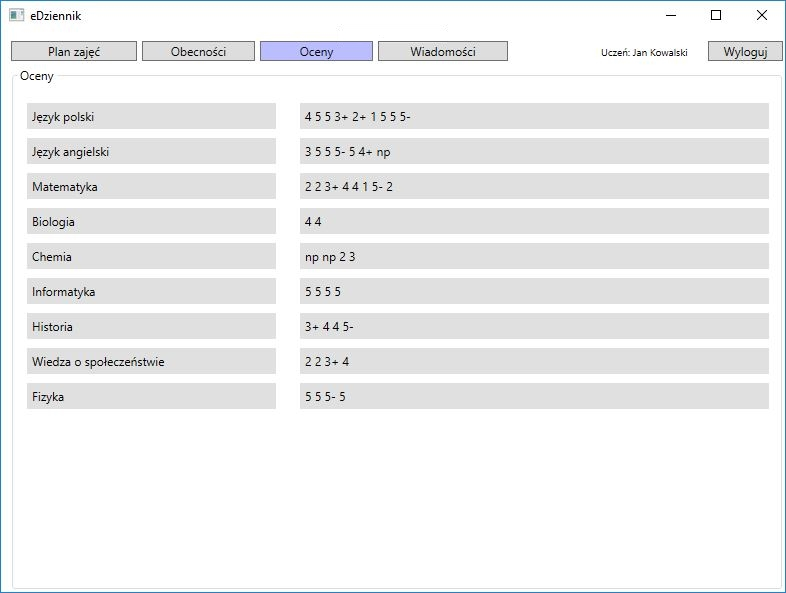 eDziennik
Plan zajęć Obecności Oceny Wiadomości Uczeń: Jan Kowalski Wyloguj
Oceny
Język polski 4 5 5 3+ 2+ 1 5 5 5-
Język angielski 3 5 5 5- 5 4+ np
Matematyka 2 2 3+ 4 4 1 5- 2
Biologia 4 4
Chemia np np 2 3
Informatyka 5 5 5 5
Historia 3+ 4 4 5-
Wiedza o społeczeństwie 2 2 3+ 4
Fizyka 5 5 5- 5